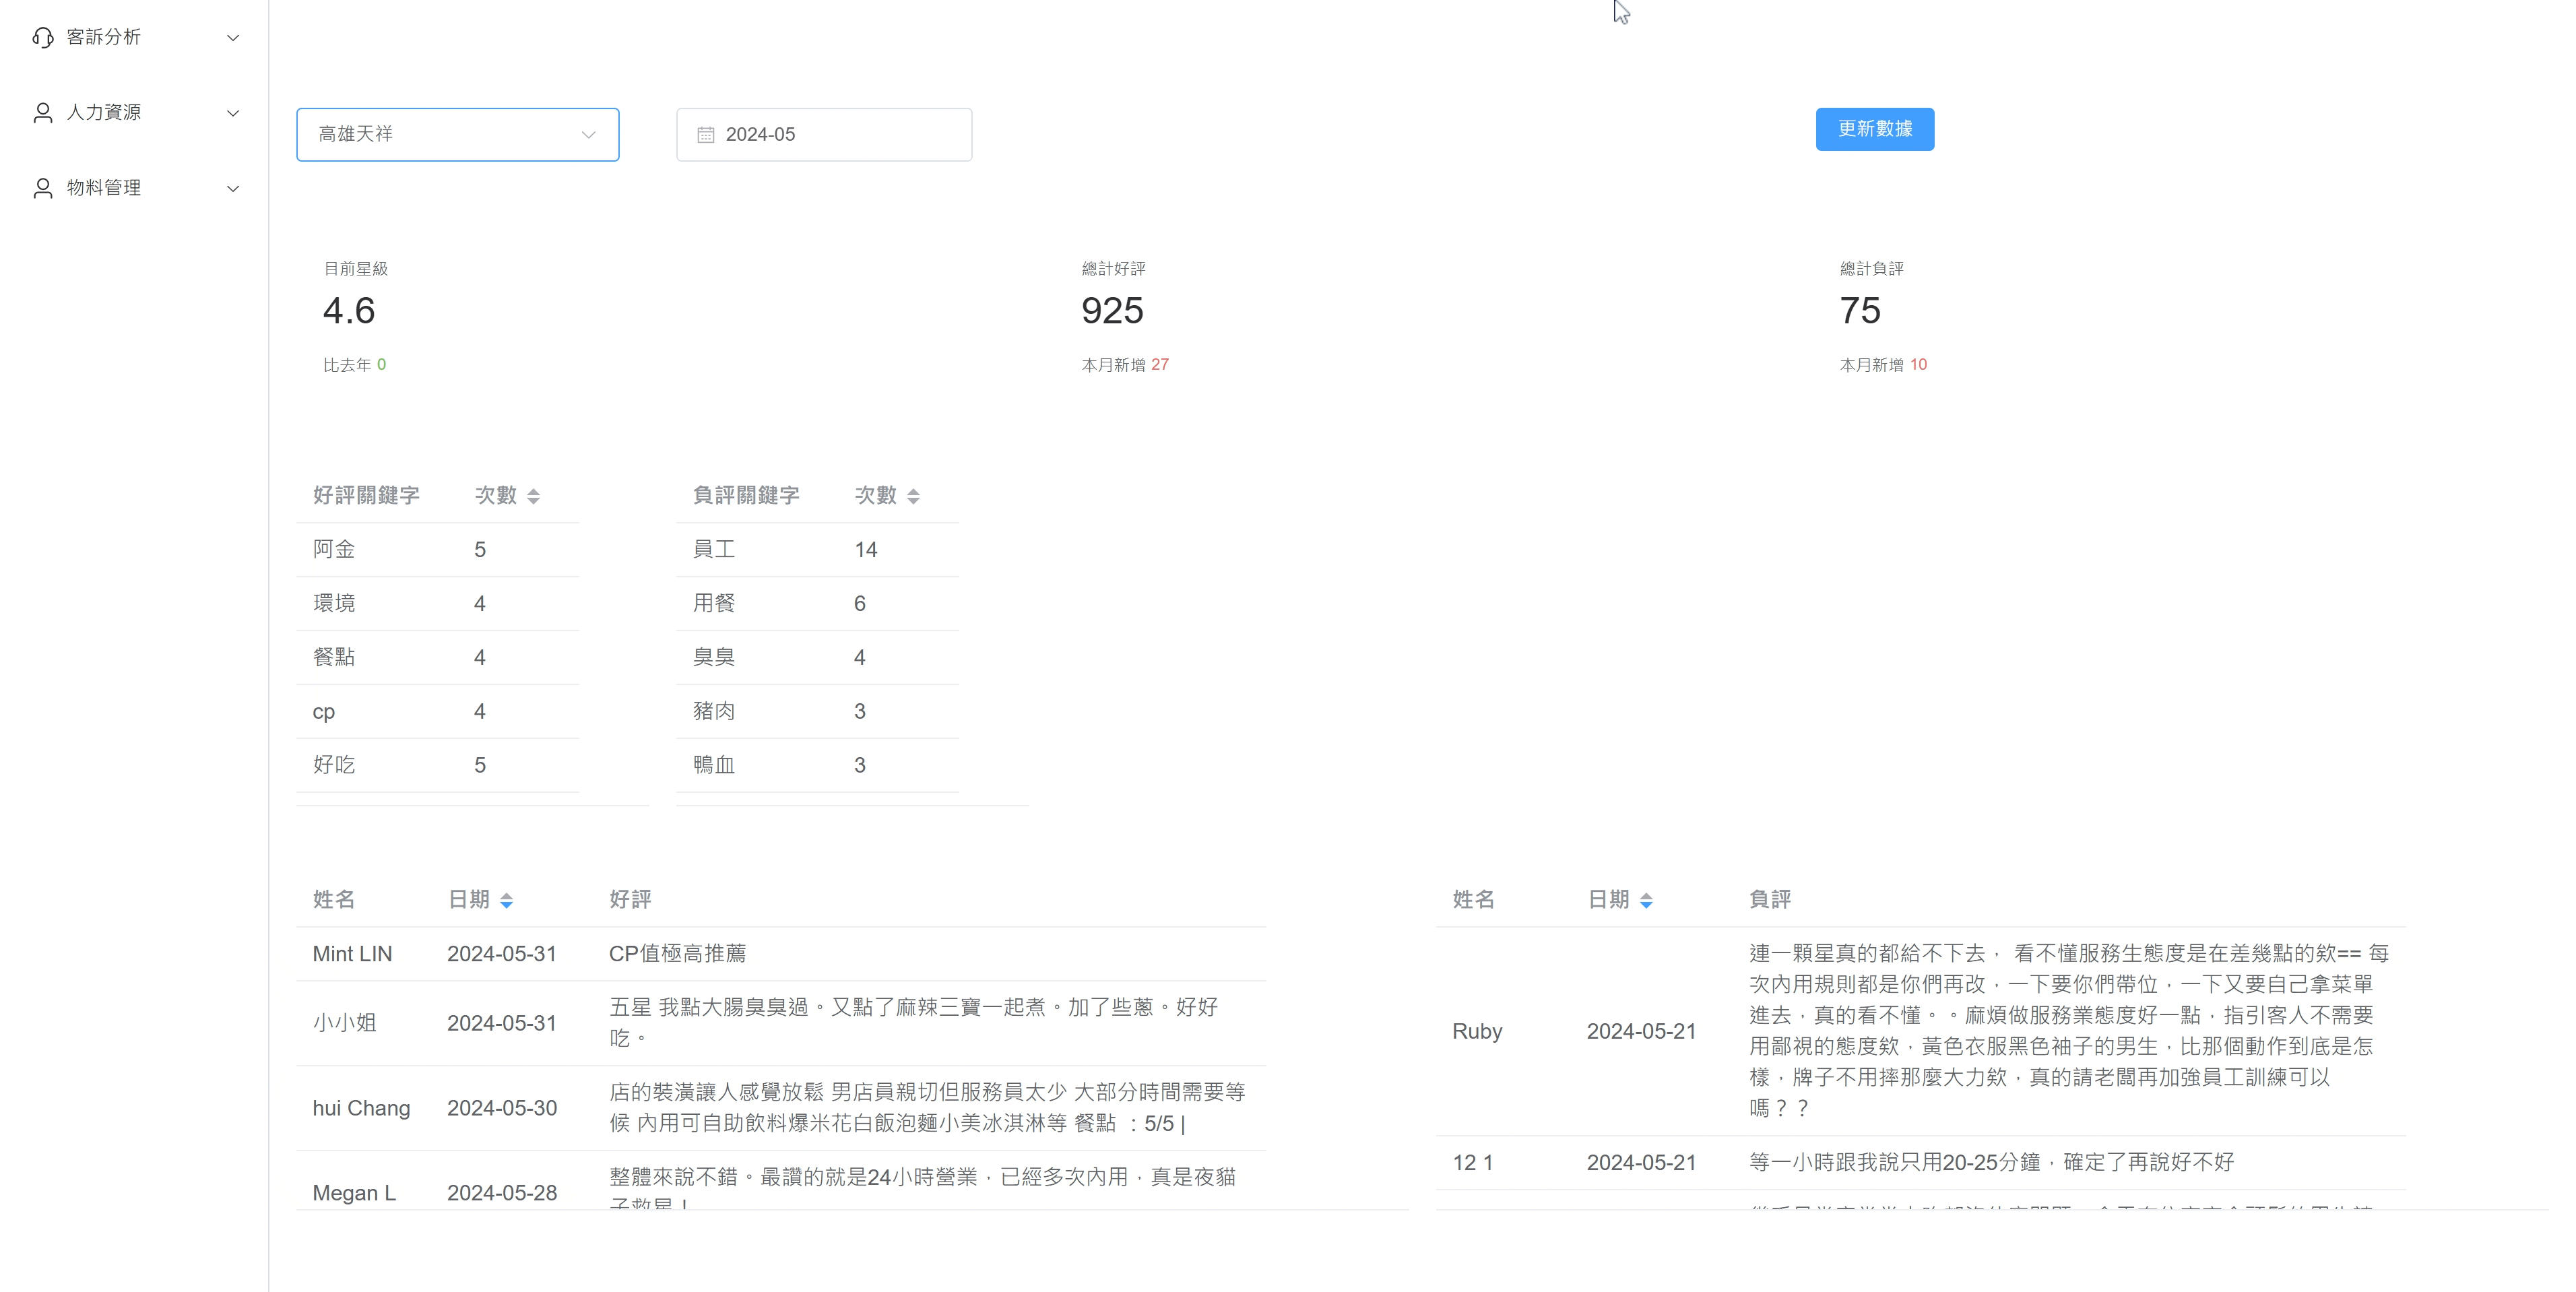 客訴分析
人力資源
物料管理
高雄天祥
2024-05
更新數據
目前星級
4.6
比去年 0
總計好評
925
本月新增 27
總計負評
75
本月新增 10
好評關鍵字 次數
阿金 5
環境 4
餐點 4
cp 4
好吃 5
負評關鍵字 次數
員工 14
用餐 6
臭臭 4
豬肉 3
鴨血 3
姓名 日期 好評
Mint LIN 2024-05-31 CP值極高推薦
小小姐 2024-05-31 五星 我點大腸臭臭過。又點了麻辣三寶一起煮。加了些蔥。好好
吃。
hui Chang 2024-05-30 店的裝潢讓人感覺放鬆 男店員親切但服務員太少 大部分時間需要等
候 內用可自助飲料爆米花白飯泡麵小美冰淇淋等 餐點 ：5/5 |
Megan L 2024-05-28 整體來說不錯。最讚的就是24小時營業，已經多次內用，真是夜貓
子救星！
姓名 日期 負評
Ruby 2024-05-21 連一顆星真的都給不下去， 看不懂服務生態度是在差幾點的欸== 每
次內用規則都是你們再改，一下要你們帶位，一下又要自己拿菜單
進去，真的看不懂。。麻煩做服務業態度好一點，指引客人不需要
用鄙視的態度欸，黃色衣服黑色袖子的男生，比那個動作到底是怎
樣，牌子不用摔那麼大力欸，真的請老闆再加強員工訓練可以
嗎？？
12 1 2024-05-21 等一小時跟我說只用20-25分鐘，確定了再說好不好